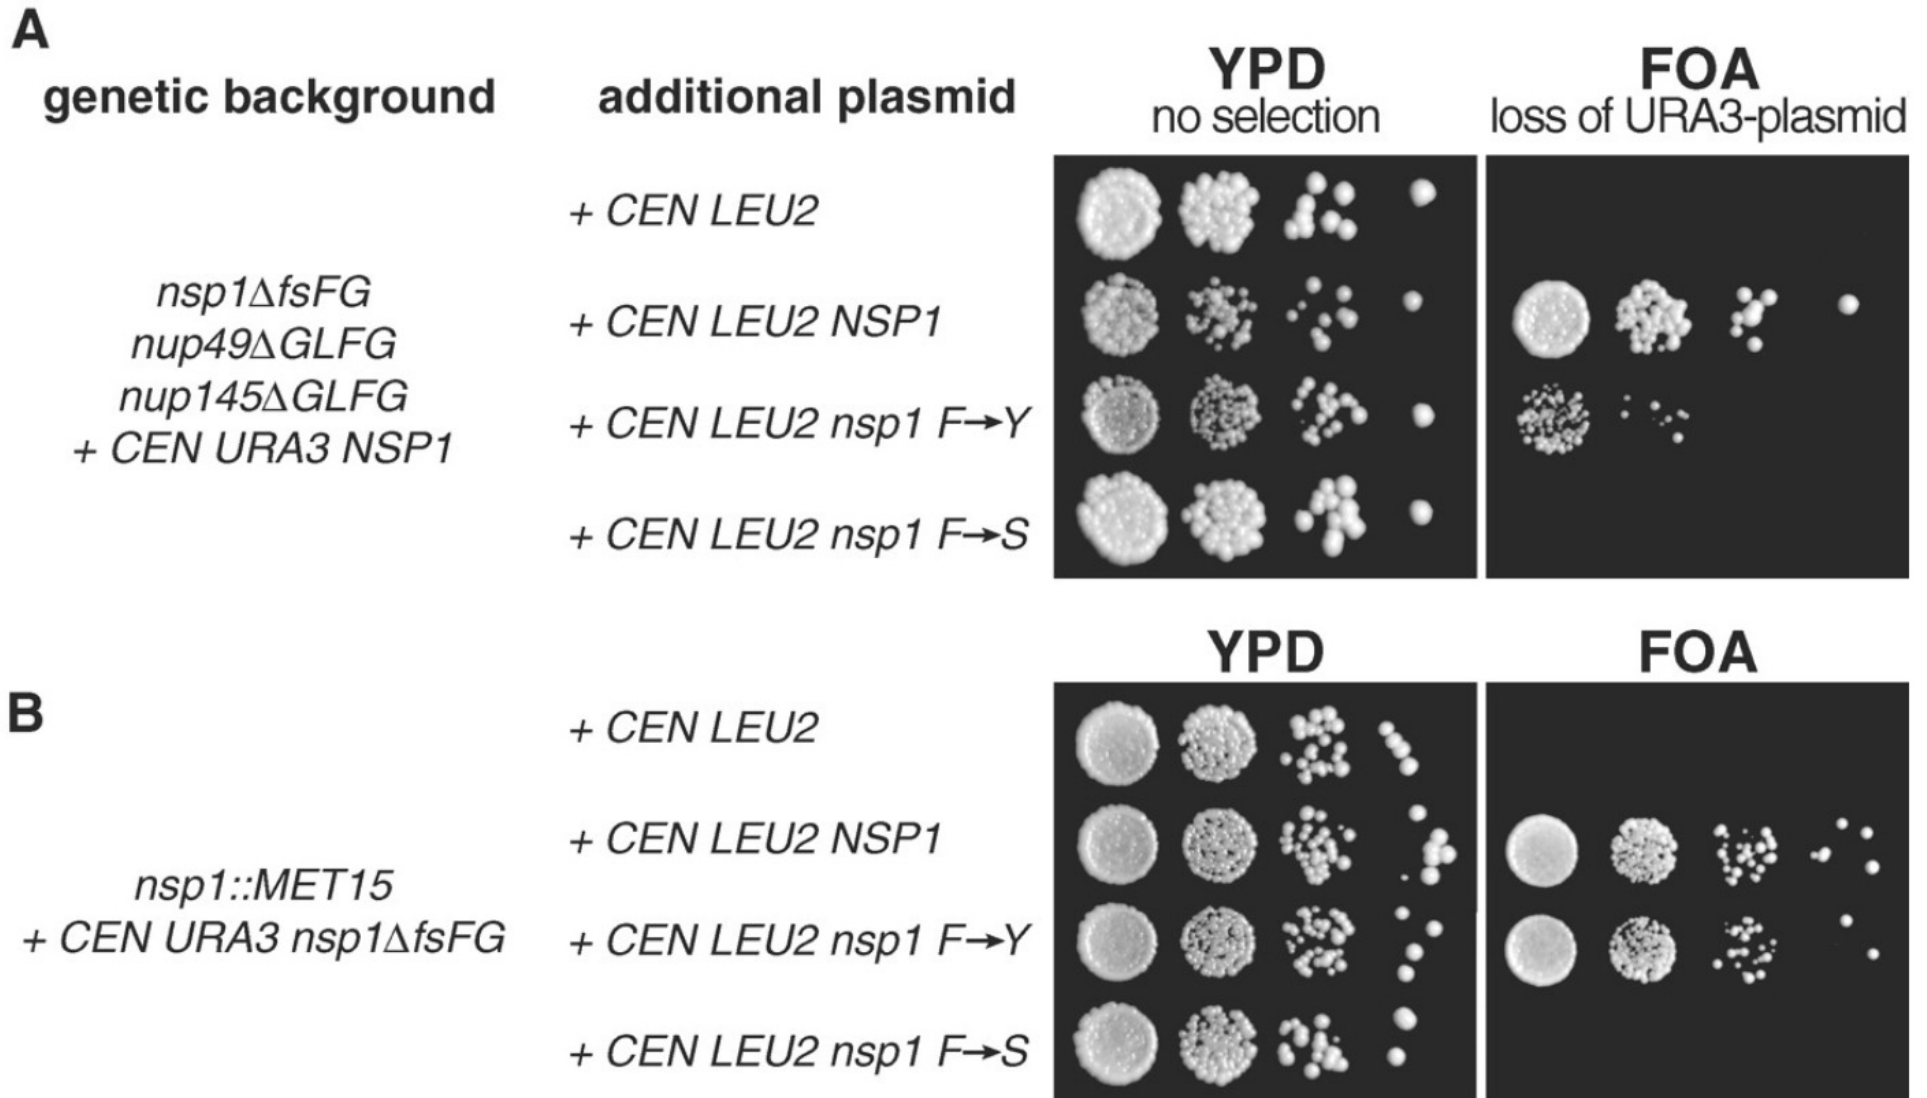 A
genetic background
additional plasmid
YPD
no selection
FOA
loss of URA3-plasmid
nsp1ΔfsFG
nup49ΔGLFG
nup145ΔGLFG
+ CEN URA3 NSP1
+ CEN LEU2
+ CEN LEU2 NSP1
+ CEN LEU2 nsp1 F→Y
+ CEN LEU2 nsp1 F→S
B
YPD
FOA
nsp1::MET15
+ CEN URA3 nsp1ΔfsFG
+ CEN LEU2
+ CEN LEU2 NSP1
+ CEN LEU2 nsp1 F→Y
+ CEN LEU2 nsp1 F→S